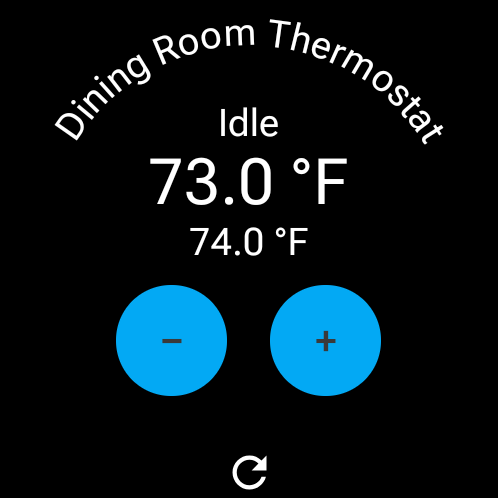 Dining Room Thermostat
Idle
73.0 °F
74.0 °F
− +